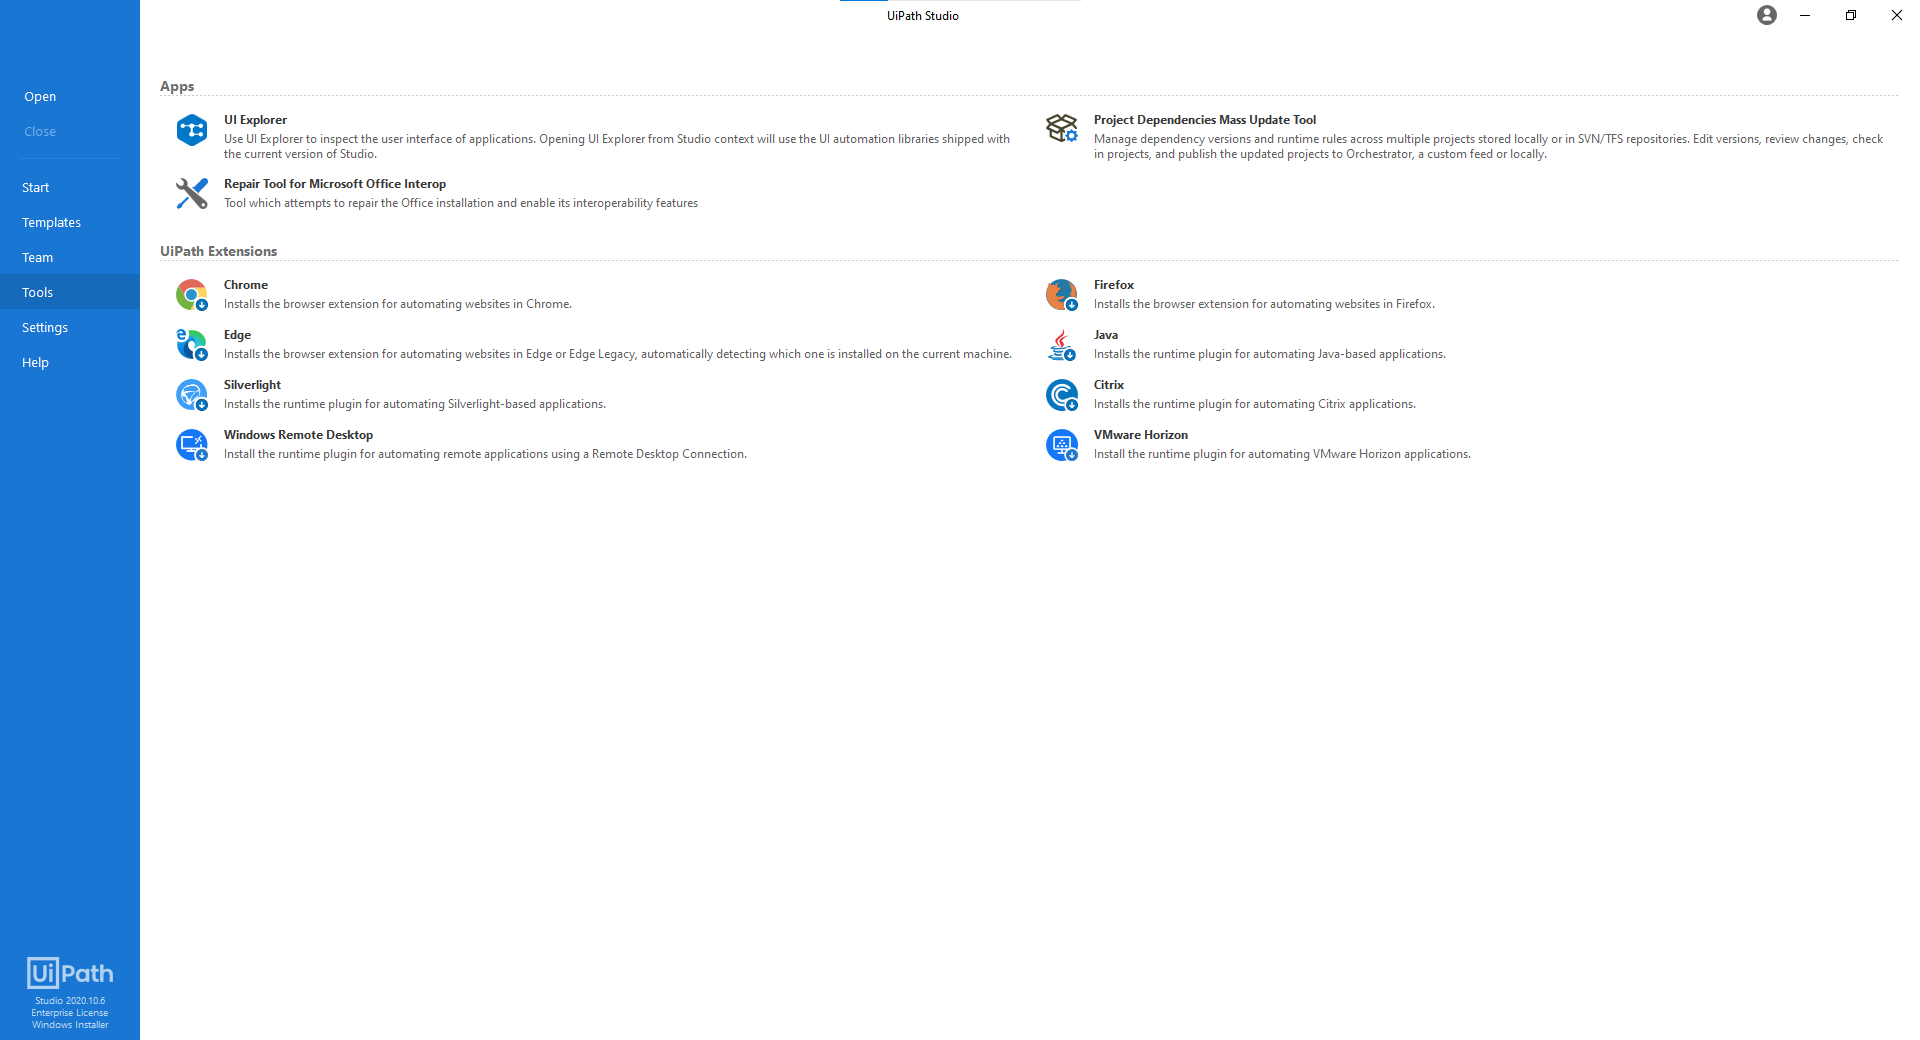 UiPath Studio
Open
Close
Start
Templates
Team
Tools
Settings
Help
Apps
UI Explorer
Use UI Explorer to inspect the user interface of applications. Opening UI Explorer from Studio context will use the UI automation libraries shipped with
the current version of Studio.
Project Dependencies Mass Update Tool
Manage dependency versions and runtime rules across multiple projects stored locally or in SVN/TFS repositories. Edit versions, review changes, check
in projects, and publish the updated projects to Orchestrator, a custom feed or locally.
Repair Tool for Microsoft Office Interop
Tool which attempts to repair the Office installation and enable its interoperability features
UiPath Extensions
Chrome
Installs the browser extension for automating websites in Chrome.
Firefox
Installs the browser extension for automating websites in Firefox.
Edge
Installs the browser extension for automating websites in Edge or Edge Legacy, automatically detecting which one is installed on the current machine.
Java
Installs the runtime plugin for automating Java-based applications.
Silverlight
Installs the runtime plugin for automating Silverlight-based applications.
Citrix
Installs the runtime plugin for automating Citrix applications.
Windows Remote Desktop
Install the runtime plugin for automating remote applications using a Remote Desktop Connection.
VMware Horizon
Install the runtime plugin for automating VMware Horizon applications.
UiPath
Studio 2020.10.6
Enterprise License
Windows Installer